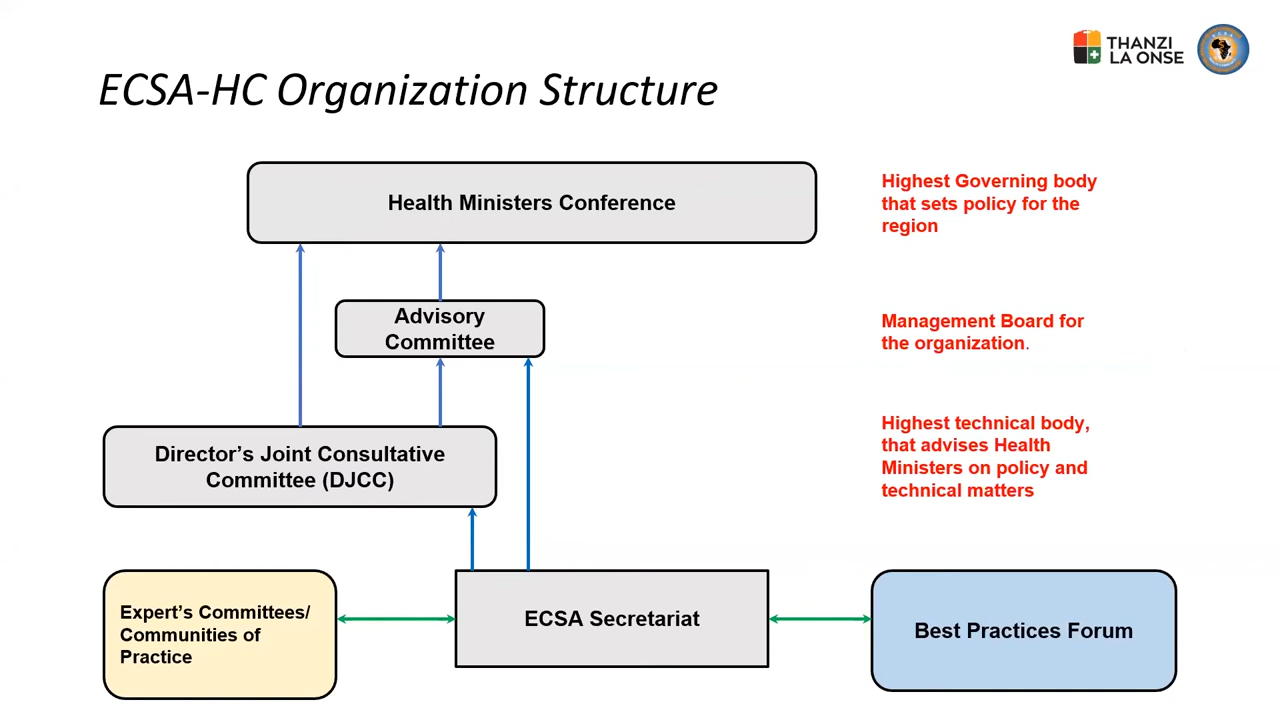 THANZI
LA ONSE
ECSA-HC Organization Structure
Health Ministers Conference
Highest Governing body
that sets policy for the
region
Advisory
Committee
Management Board for
the organization.
Director’s Joint Consultative
Committee (DJCC)
Highest technical body,
that advises Health
Ministers on policy and
technical matters
Expert’s Committees/
Communities of
Practice
ECSA Secretariat
Best Practices Forum